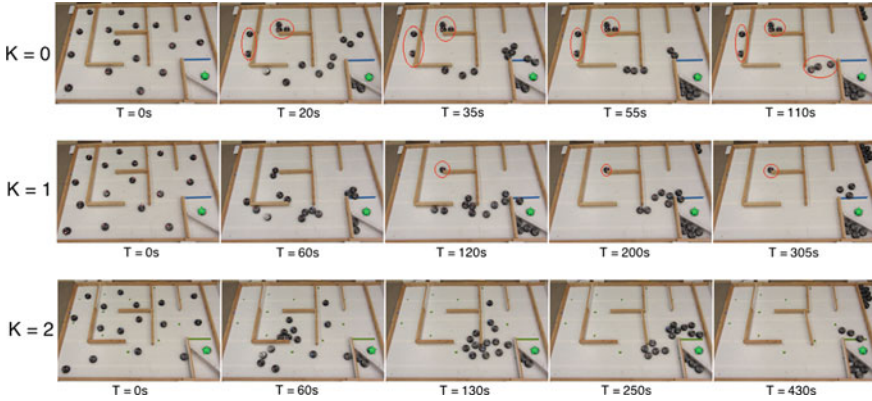 K = 0
T = 0s T = 20s T = 35s T = 55s T = 110s
K = 1
T = 0s T = 60s T = 120s T = 200s T = 305s
K = 2
T = 0s T = 60s T = 130s T = 250s T = 430s